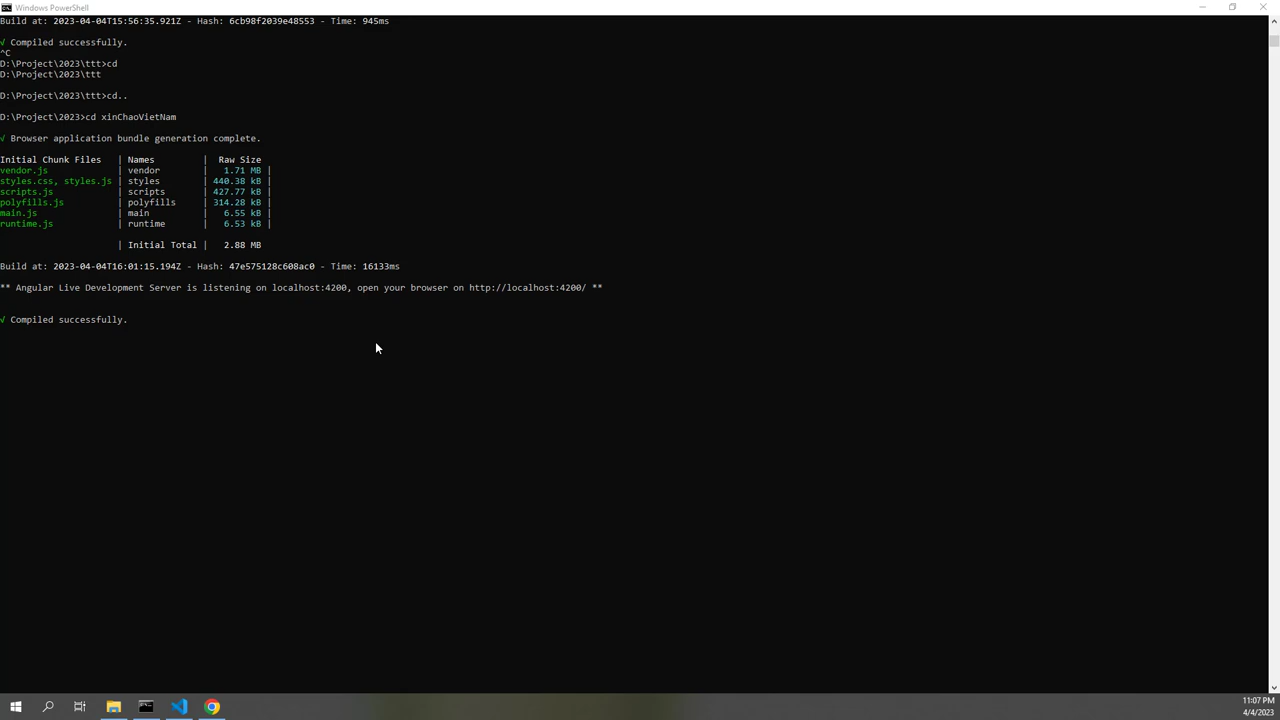 Windows PowerShell
Build at: 2023-04-04T15:56:35.921Z - Hash: 6cb98f2039e48553 - Time: 945ms
√ Compiled successfully.
^C
D:\Project\2023\ttt>cd
D:\Project\2023\ttt
D:\Project\2023\ttt>cd..
D:\Project\2023>cd xinChaoVietNam
√ Browser application bundle generation complete.
Initial Chunk Files | Names | Raw Size
vendor.js | vendor | 1.71 MB |
styles.css, styles.js | styles | 440.38 kB |
scripts.js | scripts | 427.77 kB |
polyfills.js | polyfills | 314.28 kB |
main.js | main | 6.55 kB |
runtime.js | runtime | 6.53 kB |
| Initial Total | 2.88 MB
Build at: 2023-04-04T16:01:15.194Z - Hash: 47e575128c608ac0 - Time: 16133ms
** Angular Live Development Server is listening on localhost:4200, open your browser on http://localhost:4200/ **
√ Compiled successfully.
11:07 PM
4/4/2023